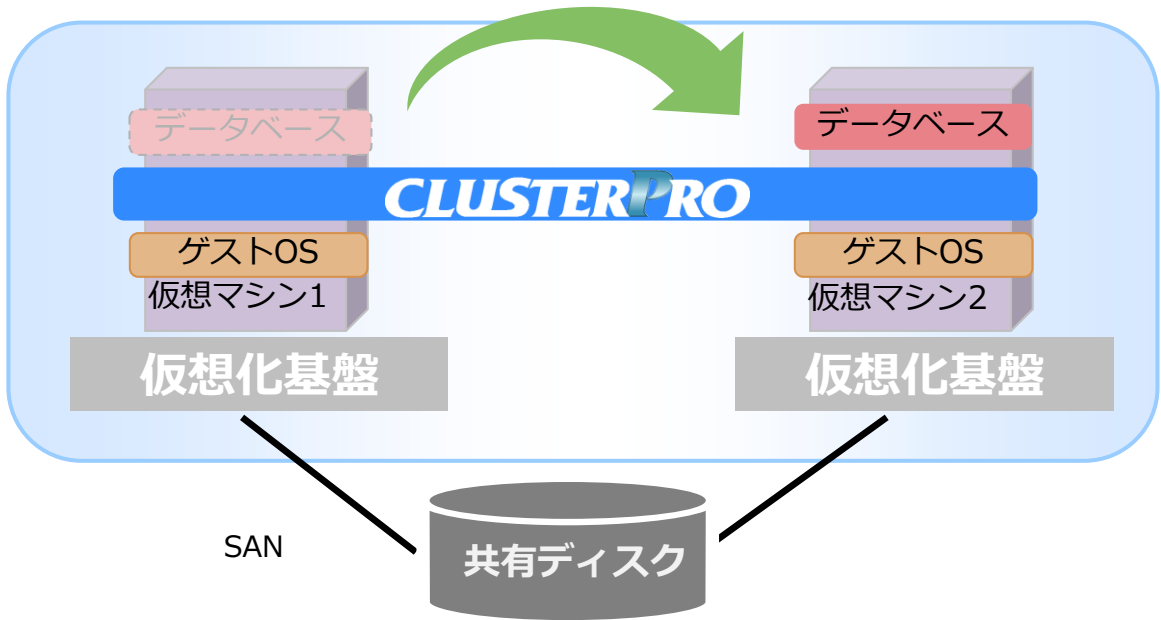 データベース
データベース
CLUSTERPRO
ゲストOS
ゲストOS
仮想マシン1
仮想マシン2
仮想化基盤
仮想化基盤
SAN
共有ディスク